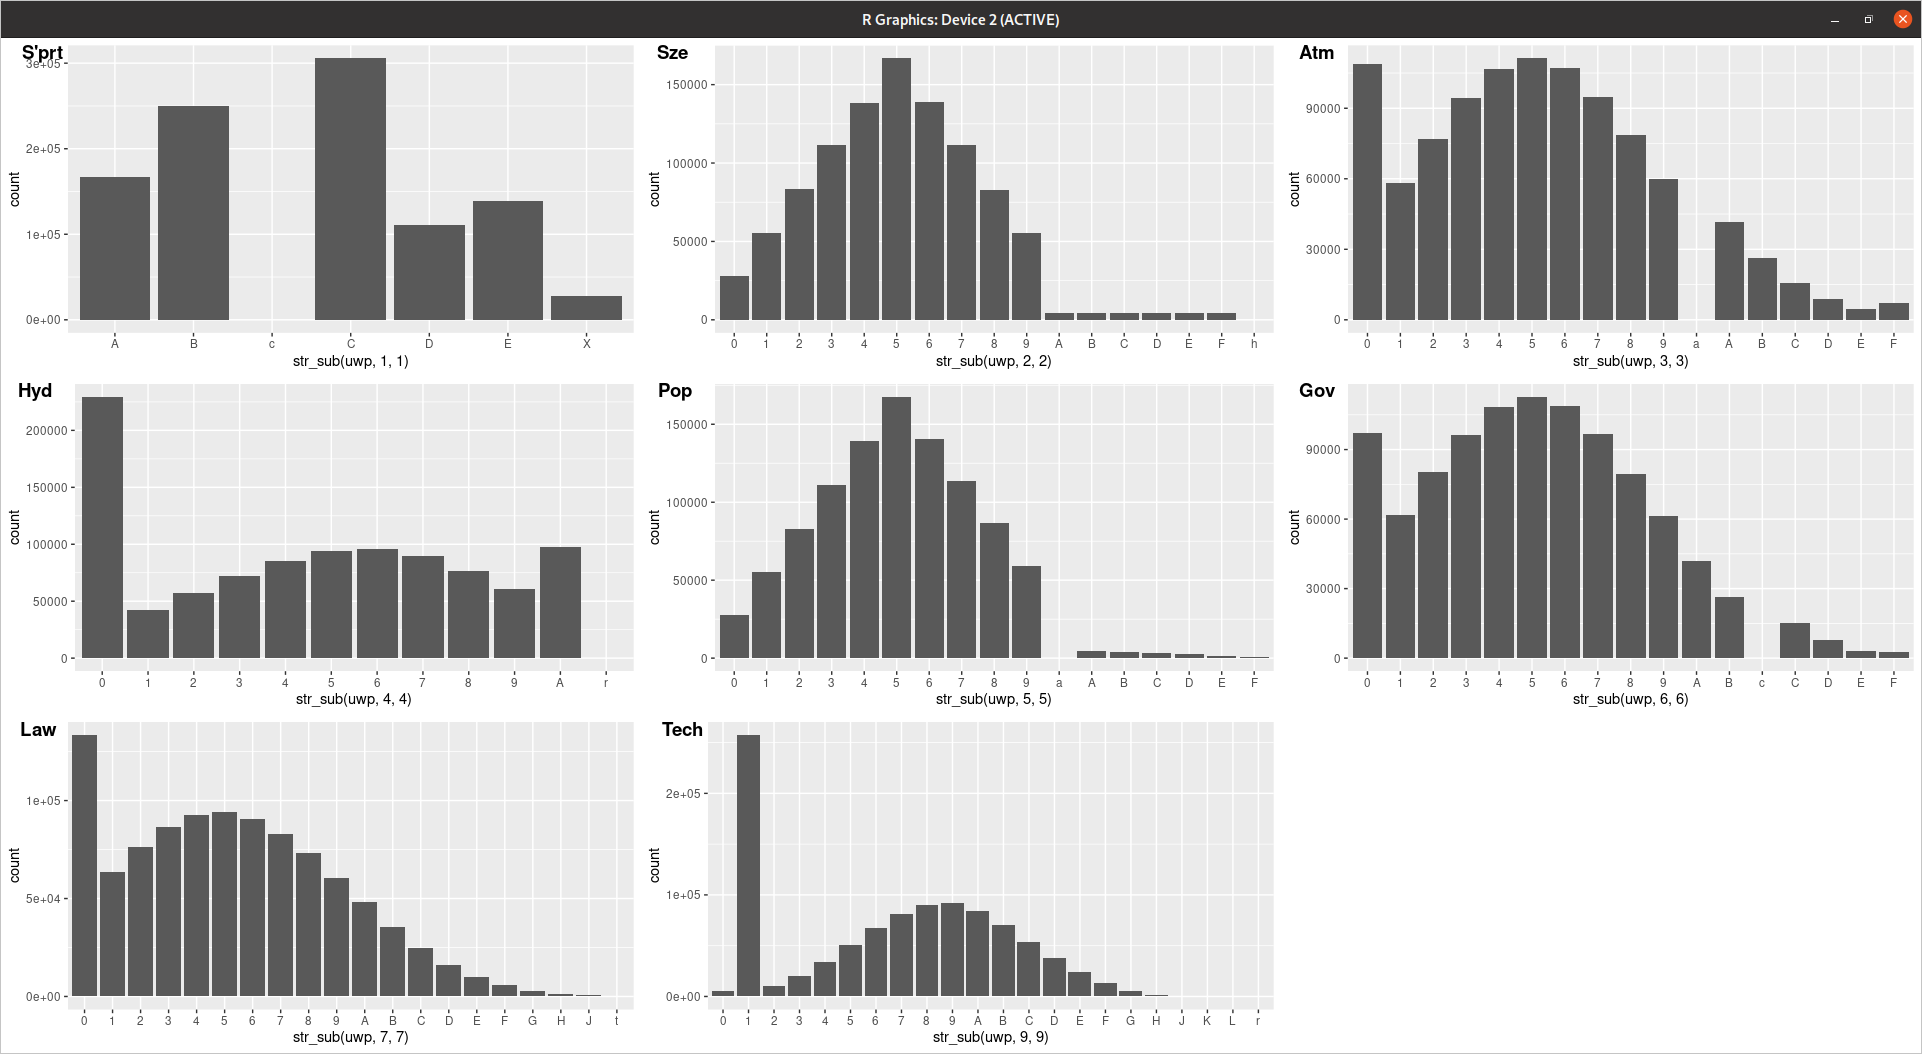 R Graphics: Device 2 (ACTIVE)
S'prt
3e+05
2e+05
1e+05
0e+00
count
A B c C D E X
str_sub(uwp, 1, 1)
Sze
150000
100000
50000
0
count
0 1 2 3 4 5 6 7 8 9 A B C D E F h
str_sub(uwp, 2, 2)
Atm
90000
60000
30000
0
count
0 1 2 3 4 5 6 7 8 9 a A B C D E F
str_sub(uwp, 3, 3)
Hyd
200000
150000
100000
50000
0
count
0 1 2 3 4 5 6 7 8 9 A r
str_sub(uwp, 4, 4)
Pop
150000
100000
50000
0
count
0 1 2 3 4 5 6 7 8 9 a A B C D E F
str_sub(uwp, 5, 5)
Gov
90000
60000
30000
0
count
0 1 2 3 4 5 6 7 8 9 A B c C D E F
str_sub(uwp, 6, 6)
Law
1e+05
5e+04
0e+00
count
0 1 2 3 4 5 6 7 8 9 A B C D E F G H J t
str_sub(uwp, 7, 7)
Tech
2e+05
1e+05
0e+00
count
0 1 2 3 4 5 6 7 8 9 A B C D E F G H J K L r
str_sub(uwp, 9, 9)